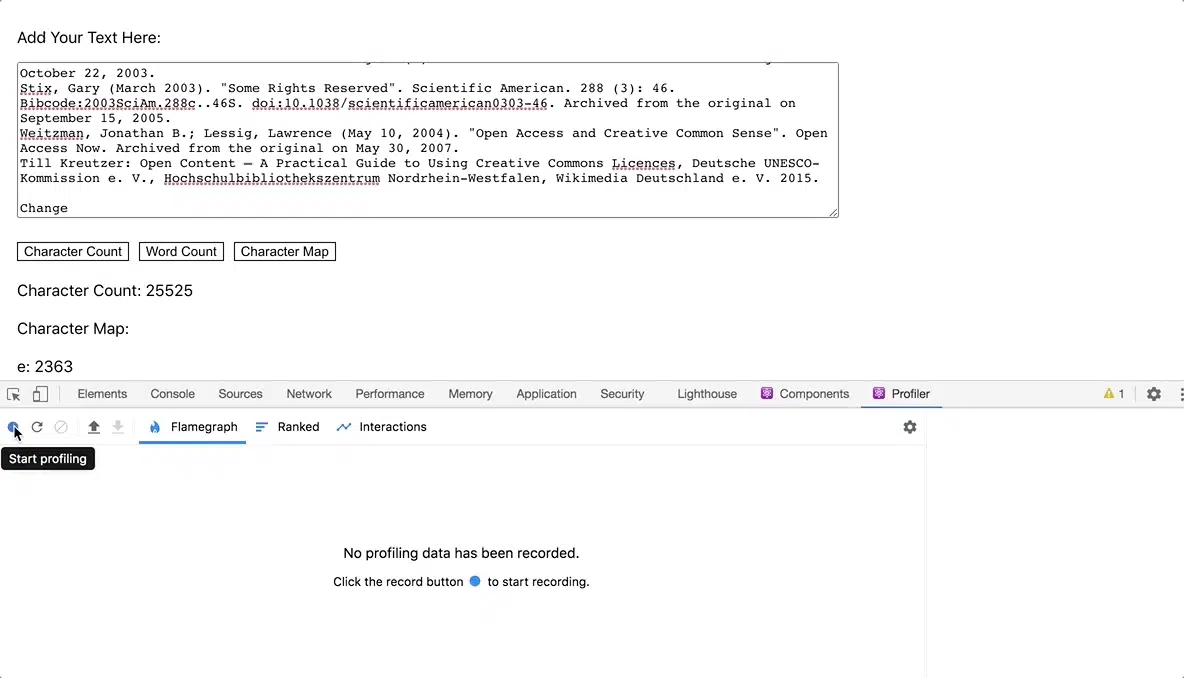 Add Your Text Here:
October 22, 2003.
Stix, Gary (March 2003). "Some Rights Reserved". Scientific American. 288 (3): 46.
Bibcode:2003SciAm.288c..46S. doi:10.1038/scientificamerican0303-46. Archived from the original on
September 15, 2005.
Weitzman, Jonathan B.; Lessig, Lawrence (May 10, 2004). "Open Access and Creative Common Sense". Open
Access Now. Archived from the original on May 30, 2007.
Till Kreutzer: Open Content – A Practical Guide to Using Creative Commons Licences, Deutsche UNESCO-
Kommission e. V., Hochschulbibliothekszentrum Nordrhein-Westfalen, Wikimedia Deutschland e. V. 2015.
Change
Character Count Word Count Character Map
Character Count: 25525
Character Map:
e: 2363
Elements Console Sources Network Performance Memory Application Security Lighthouse Components Profiler 1
Flamegraph Ranked Interactions
Start profiling
No profiling data has been recorded.
Click the record button to start recording.